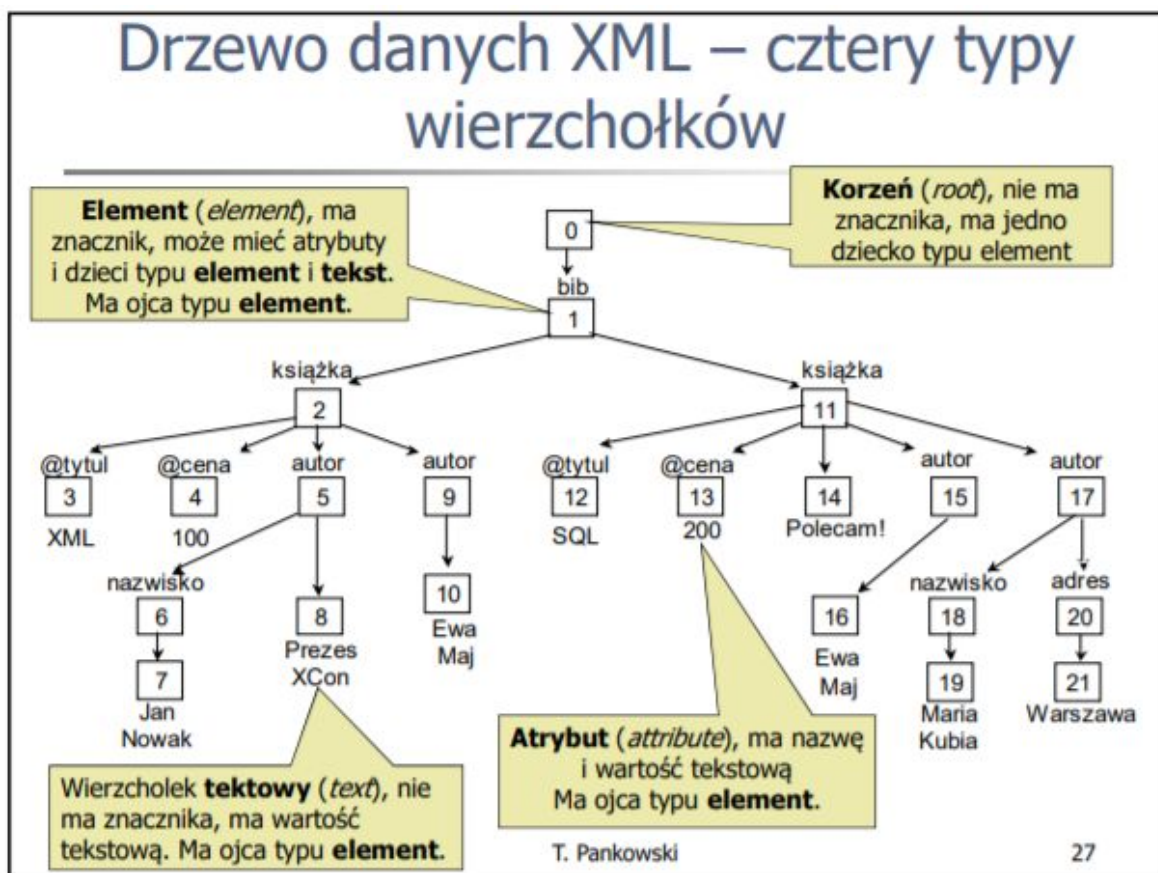 Drzewo danych XML – cztery typy
wierzchołków
Element (element), ma
znacznik, może mieć atrybuty
i dzieci typu element i tekst.
Ma ojca typu element.
Korzeń (root), nie ma
znacznika, ma jedno
dziecko typu element
0
bib
1
książka
książka
2
11
@tytul @cena autor autor
@tytul @cena autor autor
3 4 5 9
12 13 14 15 17
XML 100
SQL 200 Polecam!
nazwisko
nazwisko adres
6 8 10
16 18 20
Prezes
XCon
Ewa
Maj
Ewa
Maj
7
19 21
Jan
Nowak
Maria
Kubia
Warszawa
Wierzcholek tektowy (text), nie
ma znacznika, ma wartość
tekstową. Ma ojca typu element.
Atrybut (attribute), ma nazwę
i wartość tekstową
Ma ojca typu element.
T. Pankowski
27